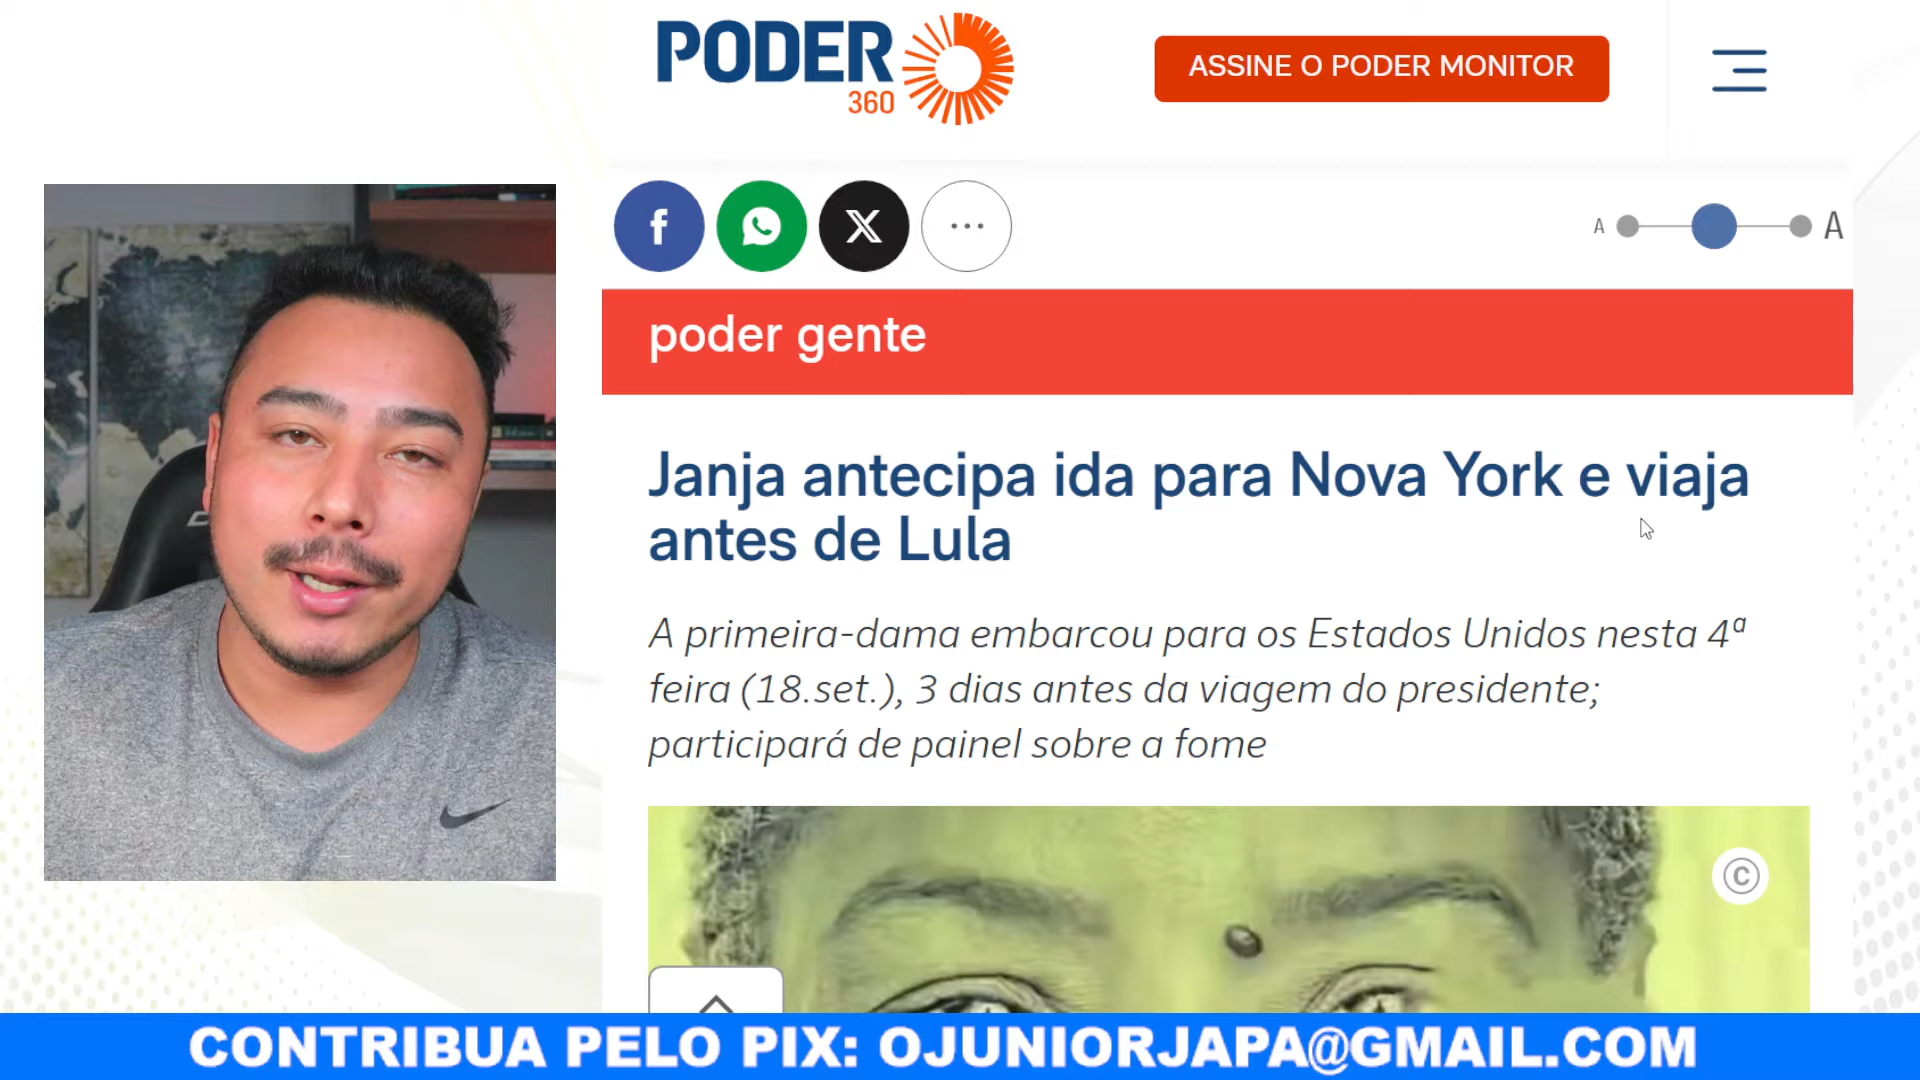 PODER
360
ASSINE O PODER MONITOR
A
A
poder gente
Janja antecipa ida para Nova York e viaja
antes de Lula
A primeira-dama embarcou para os Estados Unidos nesta 4ª
feira (18.set.), 3 dias antes da viagem do presidente;
participará de painel sobre a fome
©
CONTRIBUA PELO PIX: OJUNIORJAPA@GMAIL.COM